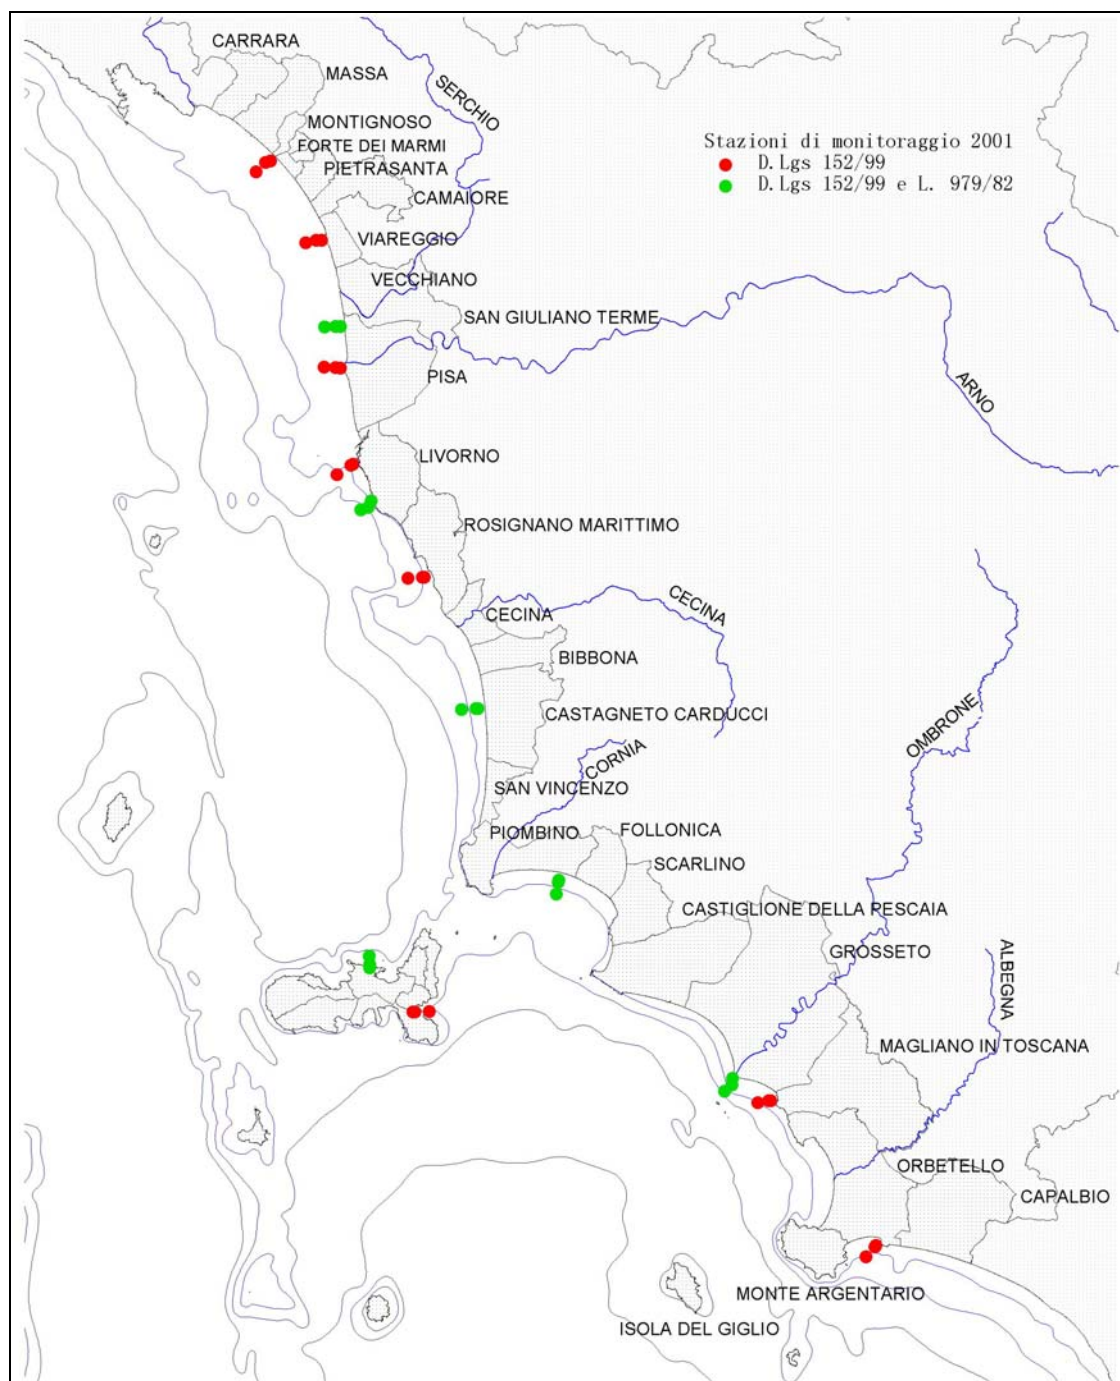 CARRARA
MASSA
SERCHIO
MONTIGNOSO
FORTE DEI MARMI
PIETRASANTA
CAMAIORE
Stazioni di monitoraggio 2001
D.Lgs 152/99
D.Lgs 152/99 e L. 979/82
VIAREGGIO
VECCHIANO
SAN GIULIANO TERME
PISA
ARNO
LIVORNO
ROSIGNANO MARITTIMO
CECINA
CECINA
BIBBONA
CASTAGNETO CARDUCCI
OMBRONE
CORNIA
SAN VINCENZO
PIOMBINO
FOLLONICA
SCARLINO
CASTIGLIONE DELLA PESCAIA
GROSSETO
ALBEGNA
MAGLIANO IN TOSCANA
ORBETELLO
CAPALBIO
MONTE ARGENTARIO
ISOLA DEL GIGLIO